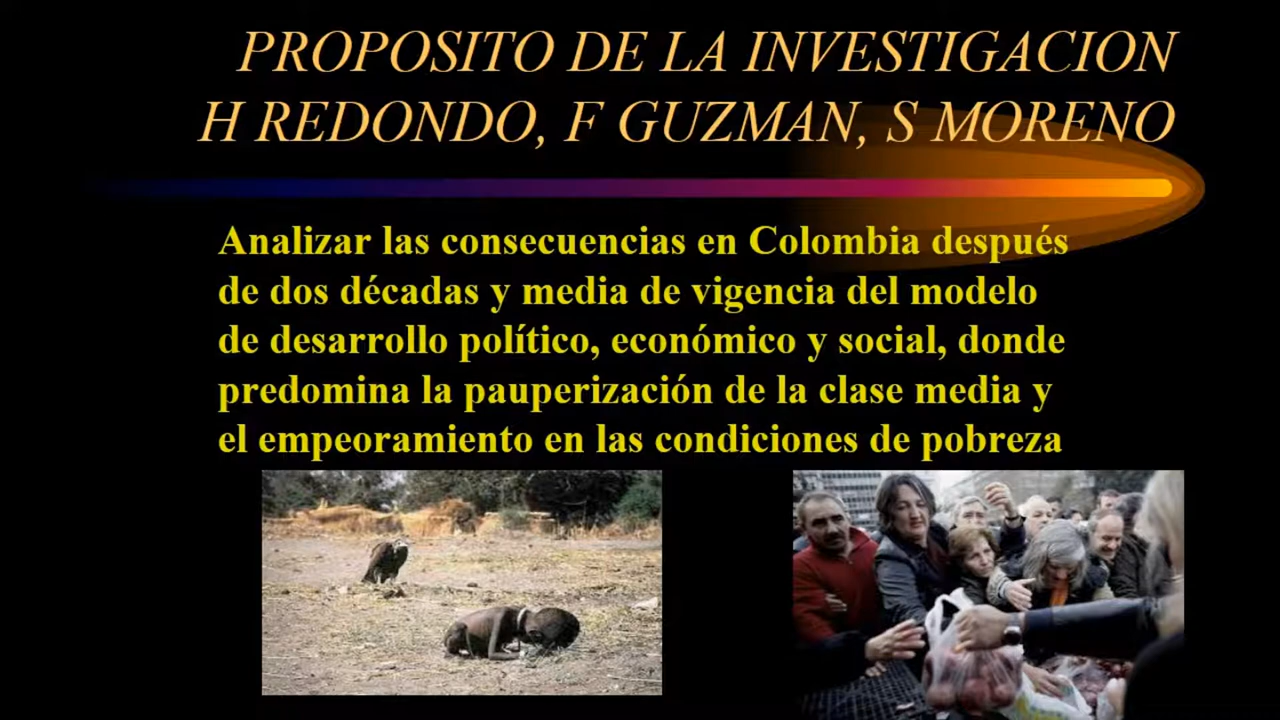 PROPOSITO DE LA INVESTIGACION
H REDONDO, F GUZMAN, S MORENO
Analizar las consecuencias en Colombia después
de dos décadas y media de vigencia del modelo
de desarrollo político, económico y social, donde
predomina la pauperización de la clase media y
el empeoramiento en las condiciones de pobreza